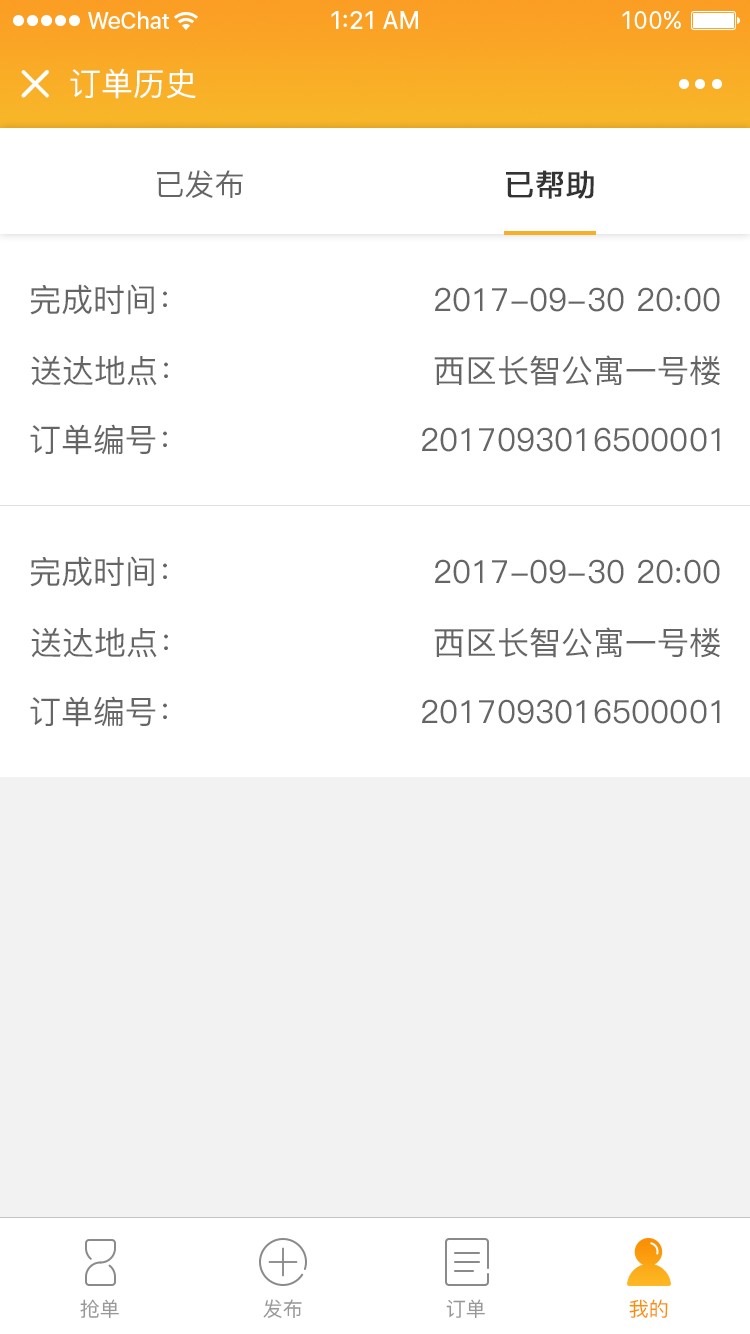 WeChat 1:21 AM 100%
订单历史
已发布 已帮助
完成时间： 2017-09-30 20:00
送达地点： 西区长智公寓一号楼
订单编号： 2017093016500001
完成时间： 2017-09-30 20:00
送达地点： 西区长智公寓一号楼
订单编号： 2017093016500001
抢单 发布 订单 我的